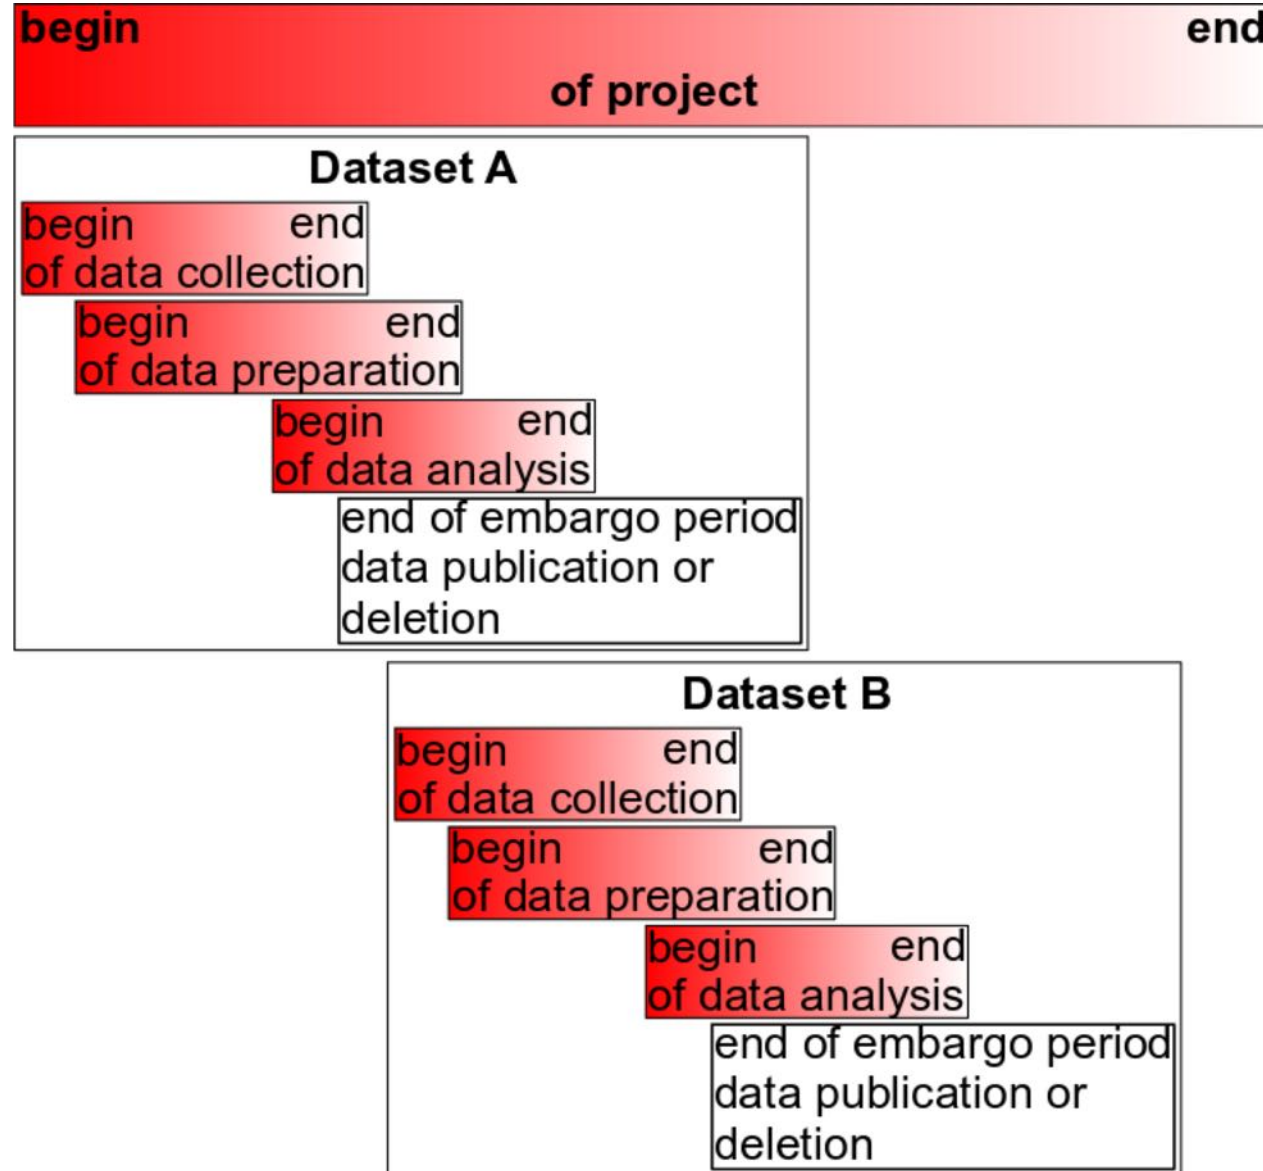 begin end
of project
Dataset A
begin end
of data collection
begin end
of data preparation
begin end
of data analysis
end of embargo period
data publication or
deletion
Dataset B
begin end
of data collection
begin end
of data preparation
begin end
of data analysis
end of embargo period
data publication or
deletion